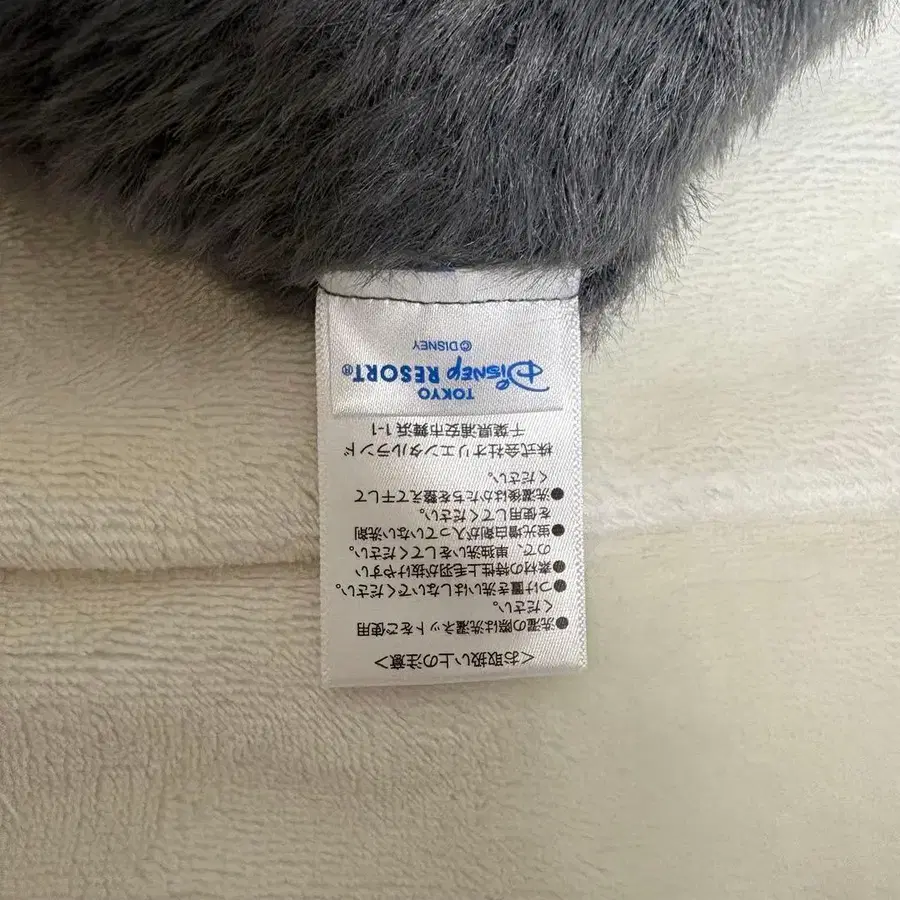 <お取扱い上の注意>
●洗濯の際は洗濯ネットをご使用
ください。
●つけ置き洗いはしないでください。
●素材の特性上毛羽が抜けやすい
ので、単独洗いをしてください。
●蛍光増白剤が入っていない洗剤
を使用してください。
●洗濯後はかたちを整えて干して
ください。
株式会社オリエンタルランド
千葉県浦安市舞浜 1-1
TOKYO
DISNEP RESORT®
©DISNEY